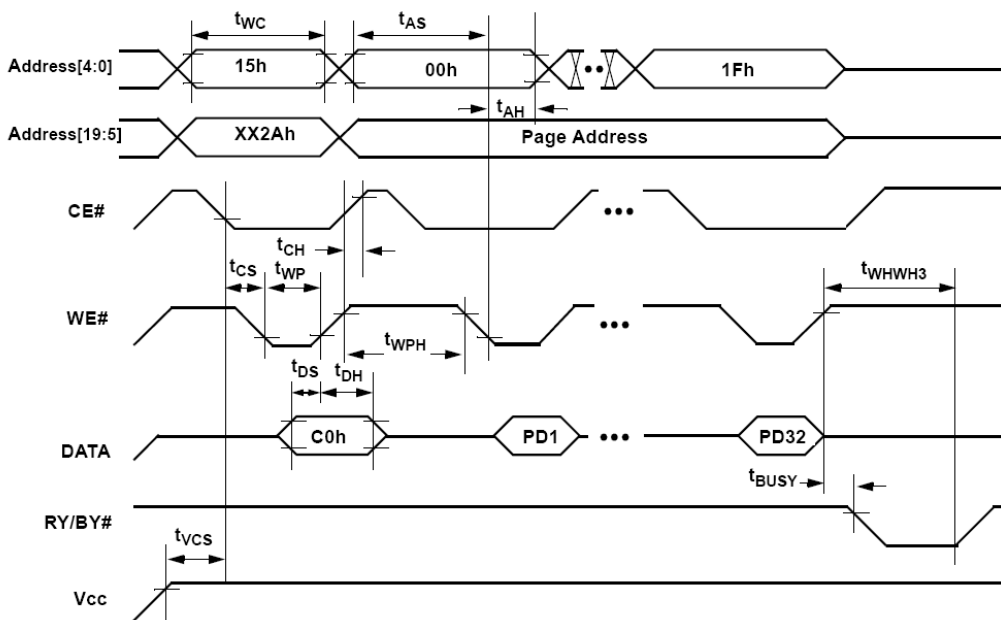 tWC
tAS
Address[4:0]
15h
00h
••
1Fh
tAH
Address[19:5]
XX2Ah
Page Address
CE#
•••
tCH
tCS
tWP
tWHWH3
WE#
•••
tWPH
tDS
tDH
DATA
C0h
PD1
•••
PD32
tBUSY
RY/BY#
tVCS
Vcc